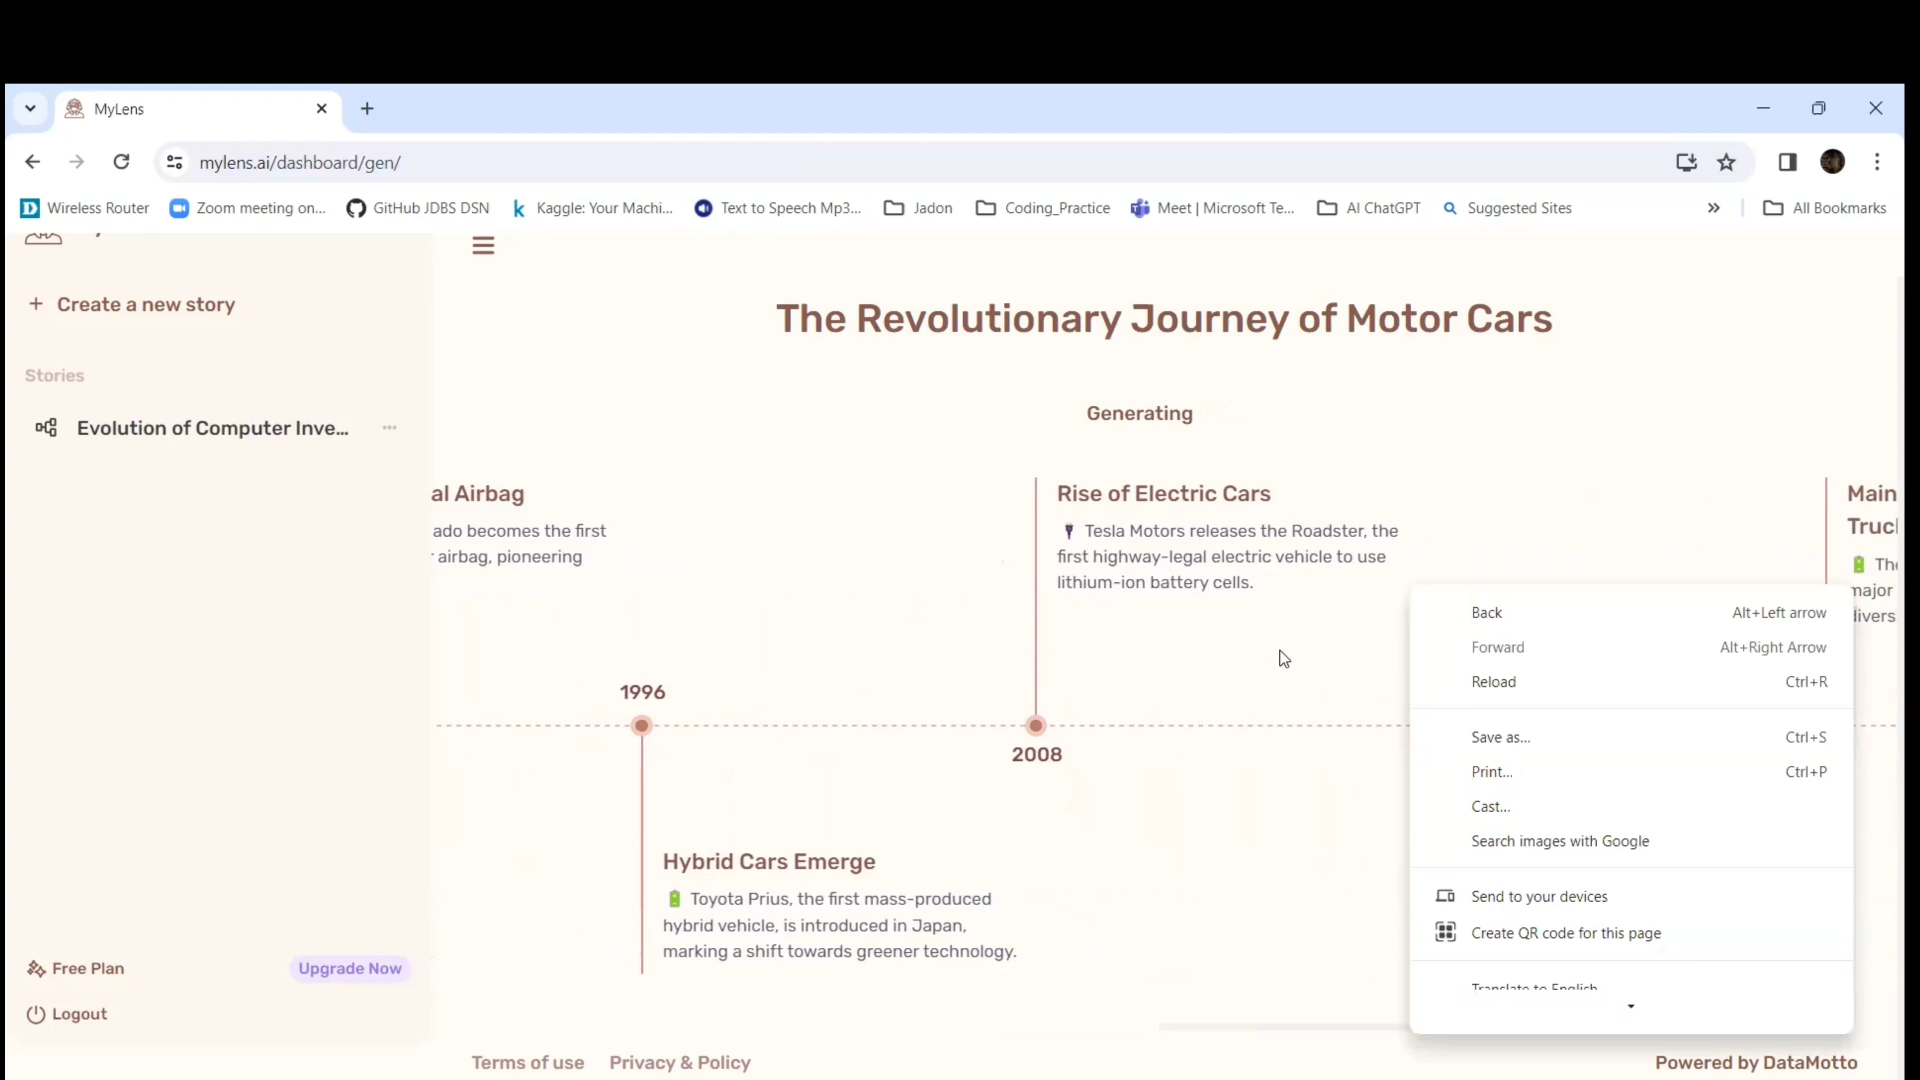 MyLens
mylens.ai/dashboard/gen/
Wireless Router
Zoom meeting on...
GitHub JDBS DSN
Kaggle: Your Machi...
Text to Speech Mp3...
Jadon
Coding_Practice
Meet | Microsoft Te...
AI ChatGPT
Suggested Sites
All Bookmarks
+ Create a new story
Stories
Evolution of Computer Inve...
Free Plan
Upgrade Now
Logout
The Revolutionary Journey of Motor Cars
Generating
al Airbag
ado becomes the first
airbag, pioneering
1996
Hybrid Cars Emerge
Toyota Prius, the first mass-produced
hybrid vehicle, is introduced in Japan,
marking a shift towards greener technology.
Rise of Electric Cars
Tesla Motors releases the Roadster, the
first highway-legal electric vehicle to use
lithium-ion battery cells.
2008
Main
Truc
The
major
divers
Back Alt+Left arrow
Forward Alt+Right Arrow
Reload Ctrl+R
Save as... Ctrl+S
Print... Ctrl+P
Cast...
Search images with Google
Send to your devices
Create QR code for this page
Translate to English
Terms of use
Privacy & Policy
Powered by DataMotto